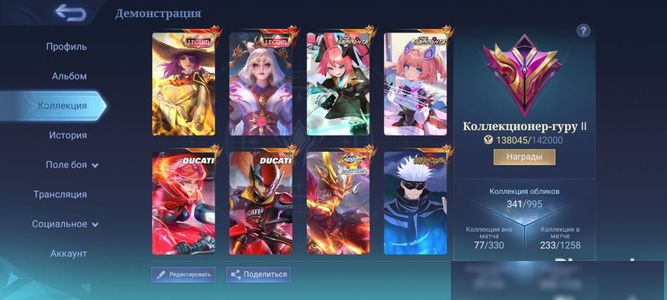 Демонстрация
Профиль
Альбом
Коллекция
История
Поле боя
Трансляция
Социальное
Аккаунт
LEGEND
LEGEND
DUCATI
DUCATI
Редактировать
Поделиться
?
Коллекционер-гуру II
138045/142000
Награды
Коллекция обликов
341/995
Коллекция вне матча
77/330
Коллекция в матче
233/1258